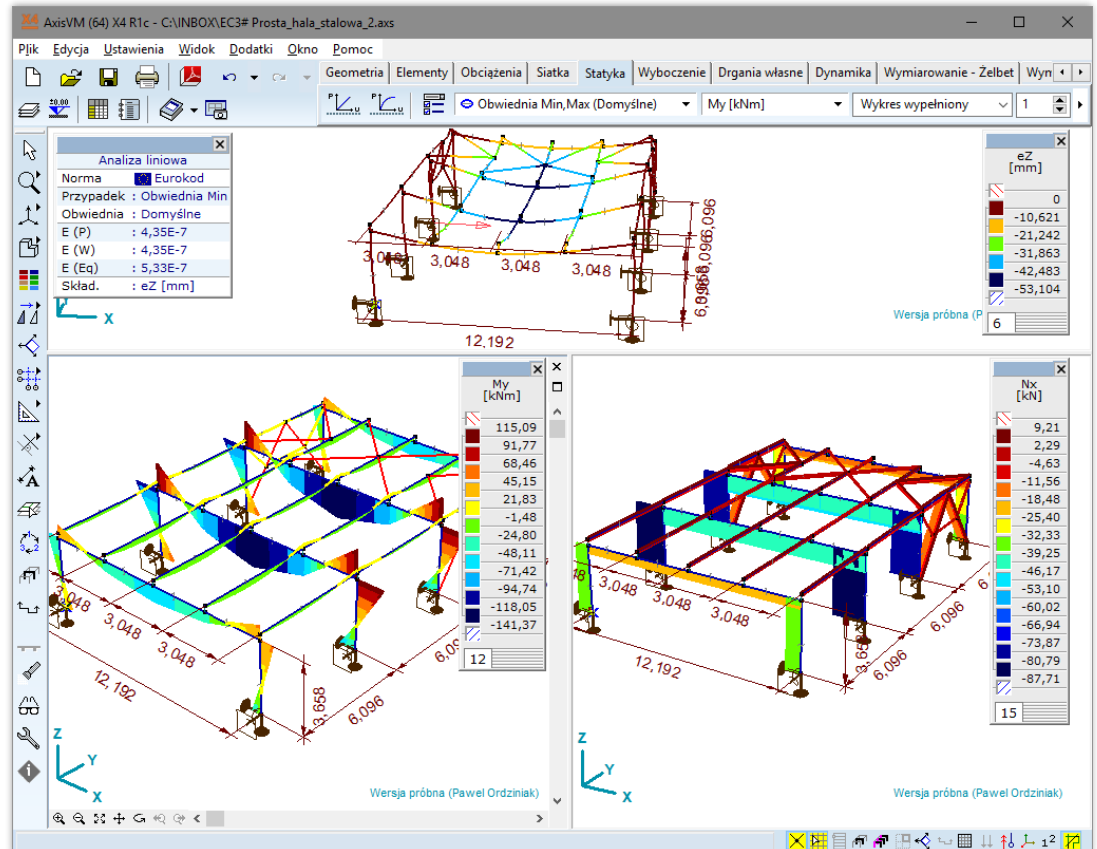 X4 AxisVM (64) X4 R1c - C:\INBOX\EC3# Prosta_hala_stalowa_2.axs
Plik Edycja Ustawienia Widok Dodatki Okno Pomoc
Geometria Elementy Obciążenia Siatka Statyka Wyboczenie Drgania własne Dynamika Wymiarowanie - Żelbet Wyn
Obwiednia Min,Max (Domyślne) My [kNm] Wykres wypełniony 1
Analiza liniowa
Norma Eurokod
Przypadek : Obwiednia Min
Obwiednia : Domyślne
E (P) : 4,35E-7
E (W) : 4,35E-7
E (Eq) : 5,33E-7
Skład. : eZ [mm]
X
3,048
3,048
3,048
12,192
6,096
eZ
[mm]
0
-10,621
-21,242
-31,863
-42,483
-53,104
6
Wersja próbna (P
My
[kNm]
115,09
91,77
68,46
45,15
21,83
-1,48
-24,80
-48,11
-71,42
-94,74
-118,05
-141,37
12
3,048
3,048
3,048
12,192
3,658
6,096
Z
Y
X
Wersja próbna (Pawel Ordziniak)
Nx
[kN]
9,21
2,29
-4,63
-11,56
-18,48
-25,40
-32,33
-39,25
-46,17
-53,10
-60,02
-66,94
-73,87
-80,79
-87,71
15
3,048
3,048
3,048
12,192
6,096
6,096
Z
Y
X
Wersja próbna (Pawel Ordziniak)